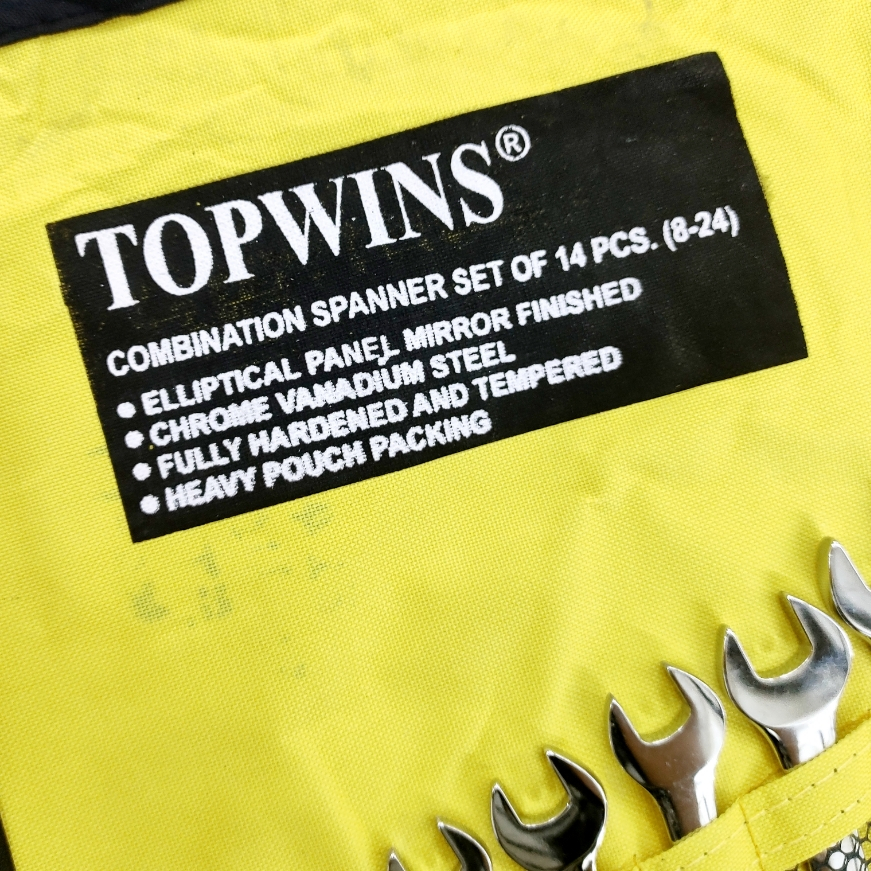 TOPWINS®
COMBINATION SPANNER SET OF 14 PCS. (8-24)
• ELLIPTICAL PANEL MIRROR FINISHED
• CHROME VANADIUM STEEL
• FULLY HARDENED AND TEMPERED
• HEAVY POUCH PACKING